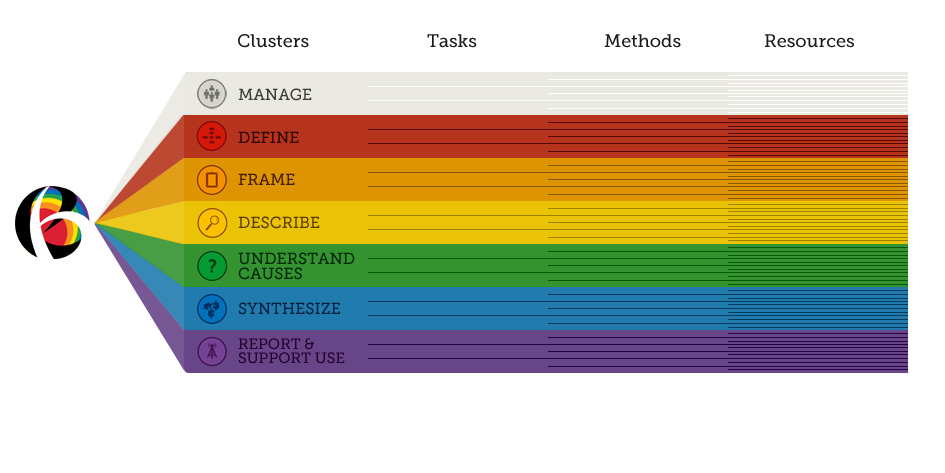 Clusters Tasks Methods Resources
MANAGE
DEFINE
FRAME
DESCRIBE
?
UNDERSTAND
CAUSES
SYNTHESIZE
REPORT &
SUPPORT USE